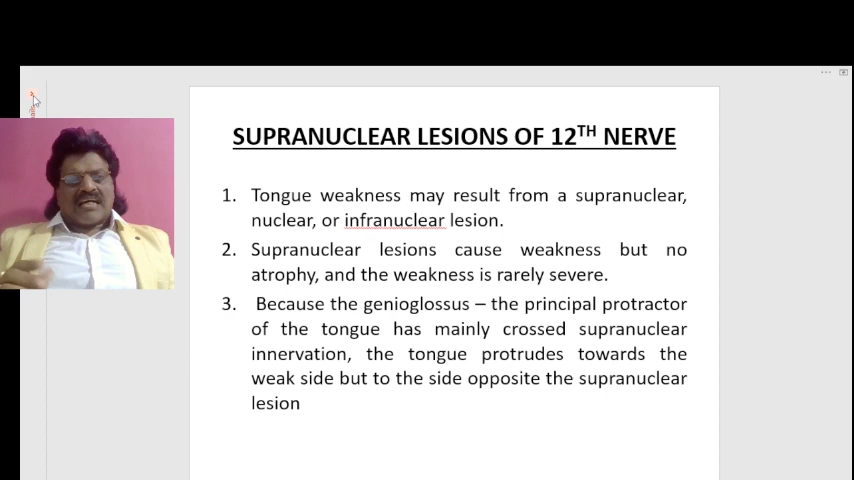 SUPRANUCLEAR LESIONS OF 12TH NERVE
1. Tongue weakness may result from a supranuclear,
nuclear, or infranuclear lesion.
2. Supranuclear lesions cause weakness but no
atrophy, and the weakness is rarely severe.
3. Because the genioglossus – the principal protractor
of the tongue has mainly crossed supranuclear
innervation, the tongue protrudes towards the
weak side but to the side opposite the supranuclear
lesion